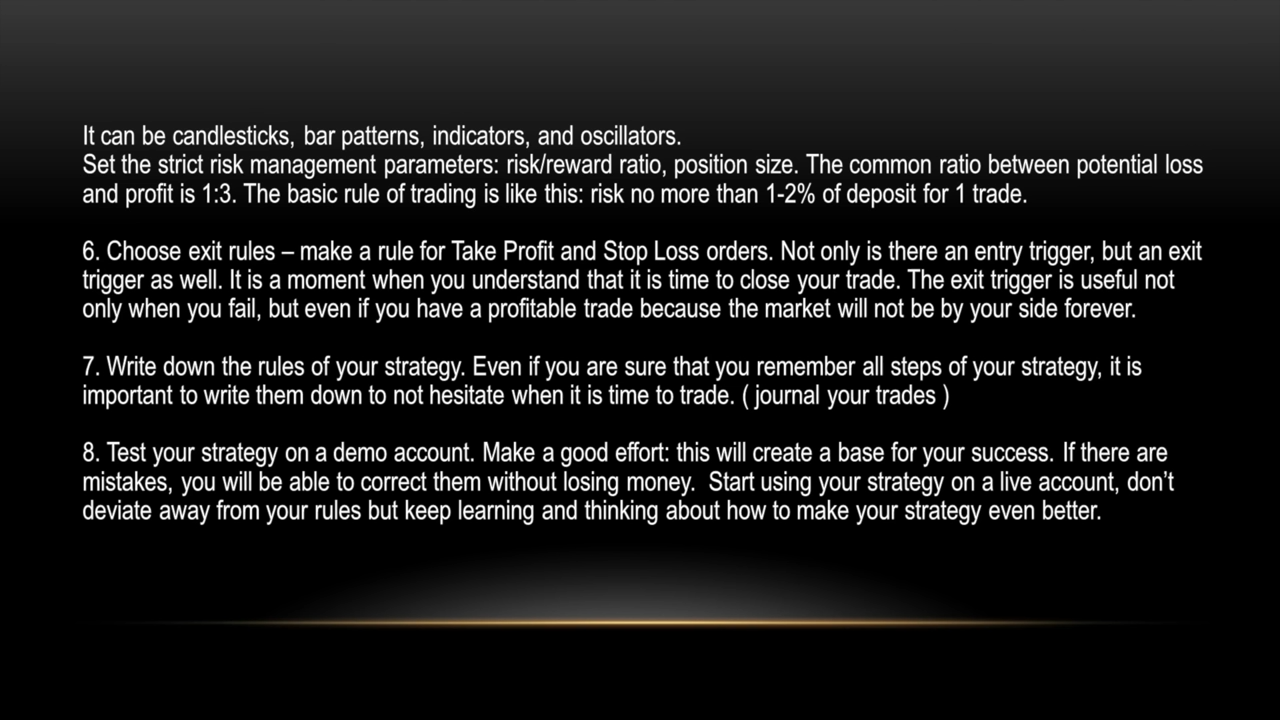 It can be candlesticks, bar patterns, indicators, and oscillators.
Set the strict risk management parameters: risk/reward ratio, position size. The common ratio between potential loss
and profit is 1:3. The basic rule of trading is like this: risk no more than 1-2% of deposit for 1 trade.
6. Choose exit rules – make a rule for Take Profit and Stop Loss orders. Not only is there an entry trigger, but an exit
trigger as well. It is a moment when you understand that it is time to close your trade. The exit trigger is useful not
only when you fail, but even if you have a profitable trade because the market will not be by your side forever.
7. Write down the rules of your strategy. Even if you are sure that you remember all steps of your strategy, it is
important to write them down to not hesitate when it is time to trade. ( journal your trades )
8. Test your strategy on a demo account. Make a good effort: this will create a base for your success. If there are
mistakes, you will be able to correct them without losing money.  Start using your strategy on a live account, don’t
deviate away from your rules but keep learning and thinking about how to make your strategy even better.